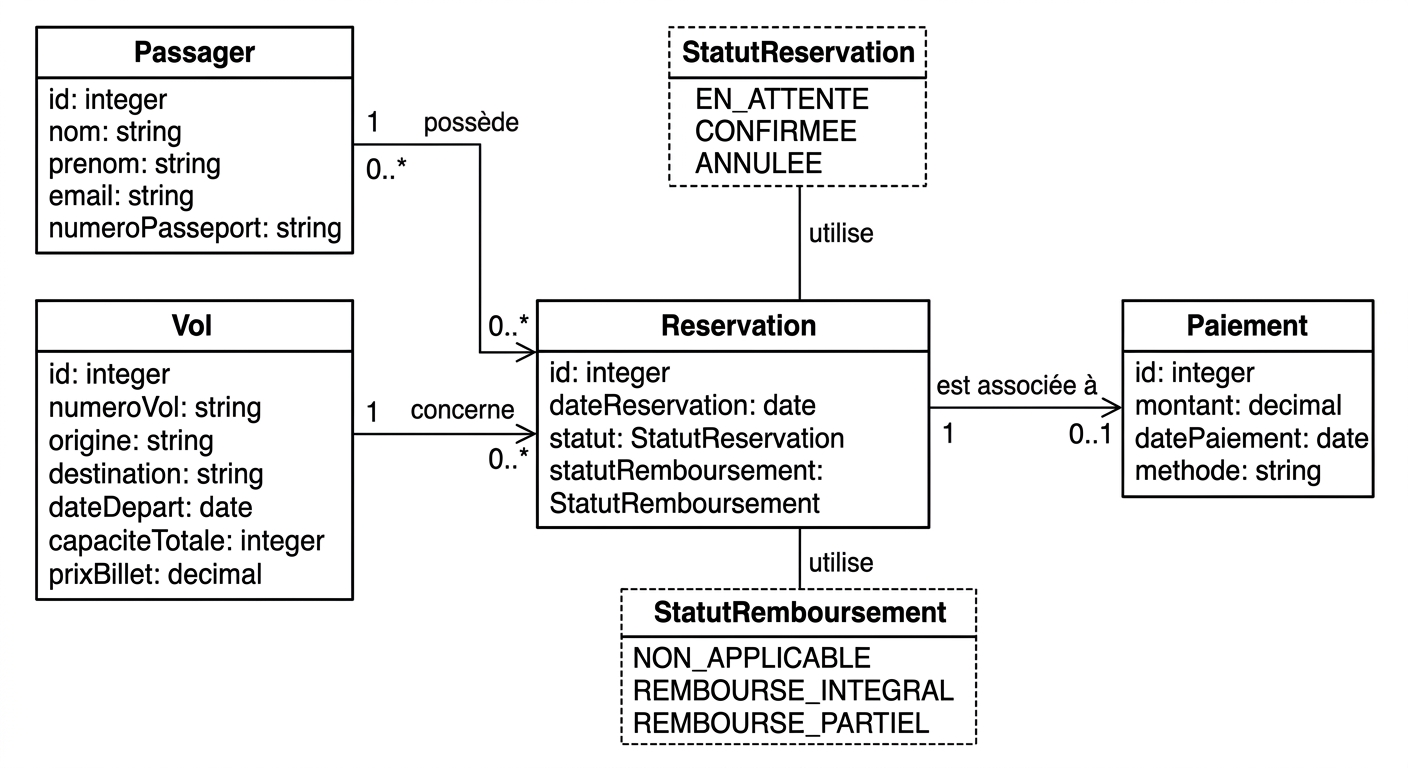 Passager
id: integer
nom: string
prenom: string
email: string
numeroPasseport: string
1 possède
0..*
0..*
StatutReservation
EN_ATTENTE
CONFIRMEE
ANNULEE
utilise
Vol
id: integer
numeroVol: string
origine: string
destination: string
dateDepart: date
capaciteTotale: integer
prixBillet: decimal
1 concerne
0..*
Reservation
id: integer
dateReservation: date
statut: StatutReservation
statutRemboursement:
StatutRemboursement
est associée à
1 0..1
Paiement
id: integer
montant: decimal
datePaiement: date
methode: string
utilise
StatutRemboursement
NON_APPLICABLE
REMBOURSE_INTEGRAL
REMBOURSE_PARTIEL